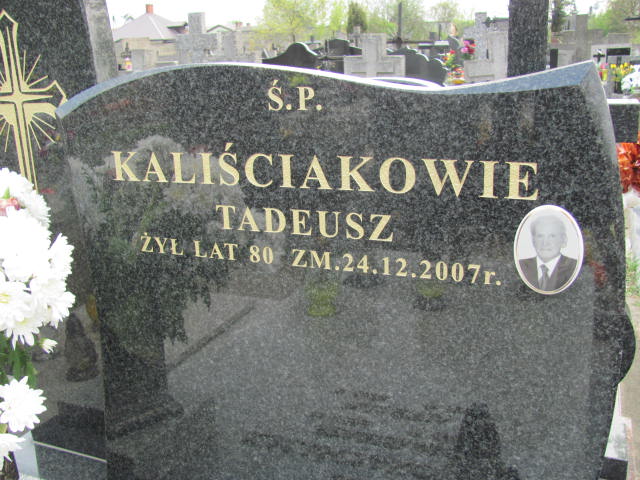 Ś.P.
KALIŚCIAKOWIE
TADEUSZ
ŻYŁ LAT 80 ZM.24.12.2007r.